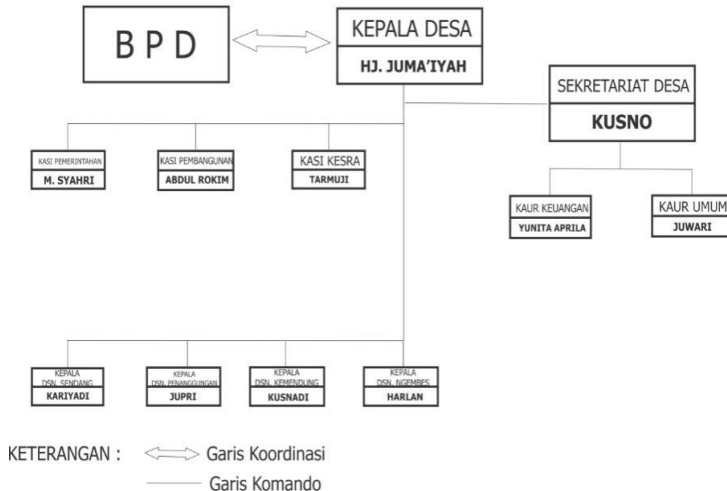 B P D
KEPALA DESA
HJ. JUMA'IYAH
SEKRETARIAT DESA
KUSNO
KASI PEMERINTAHAN
M. SYAHRI
KASI PEMBANGUNAN
ABDUL ROKIM
KASI KESRA
TARMUJI
KAUR KEUANGAN
YUNITA APRILA
KAUR UMUM
JUWARI
KEPALA
DSN. SENDANG
KARIYADI
KEPALA
DSN. PENANGGUNGAN
JUPRI
KEPALA
DSN. KEMENDUNG
KUSNADI
KEPALA
DSN. NGEMBES
HARLAN
KETERANGAN :
Garis Koordinasi
Garis Komando